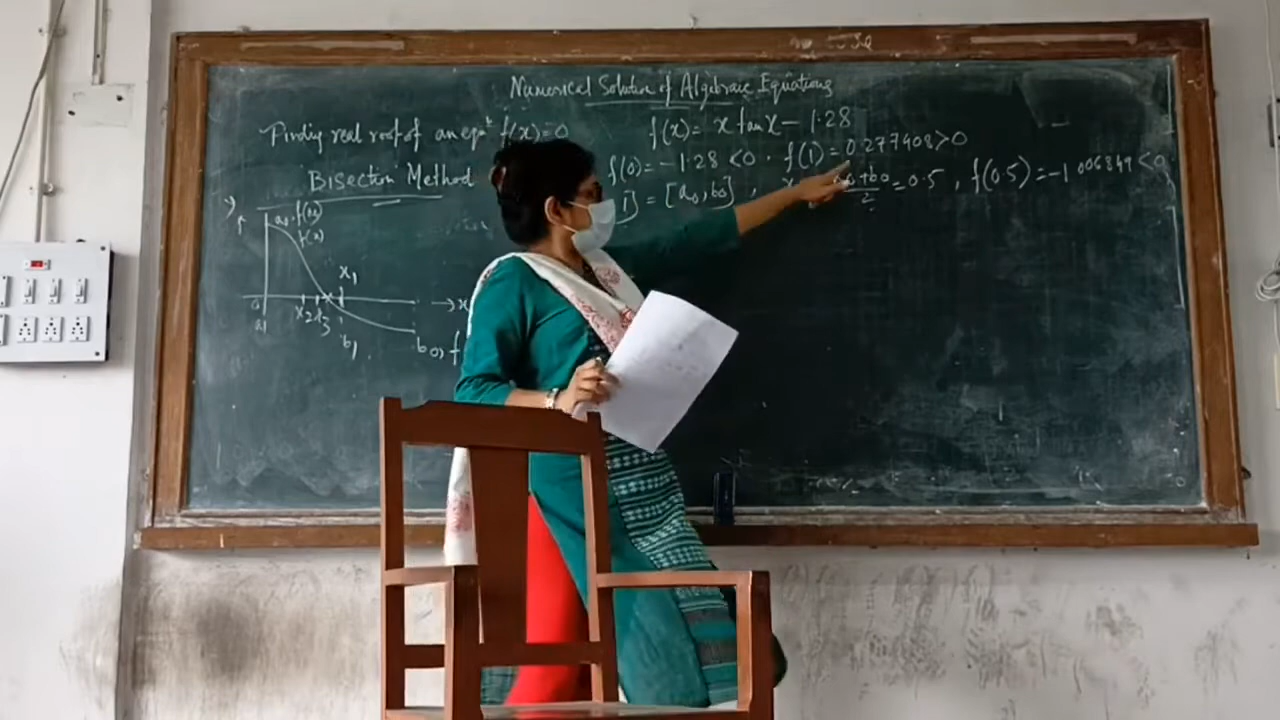 Numerical Solution of Algebraic Equations
Finding real root of an eqn f(x)=0
f(x) = x tan x − 1.28
Bisection Method
f(0) = −1.28 <0 . f(1) = 0.277408>0
1] = [a0, b0] , +b0/2 = 0.5 , f(0.5) = −1.006849 <0
y
a0, f(a0)
f(x)
x1
x
x2 x3
b1
b0, f